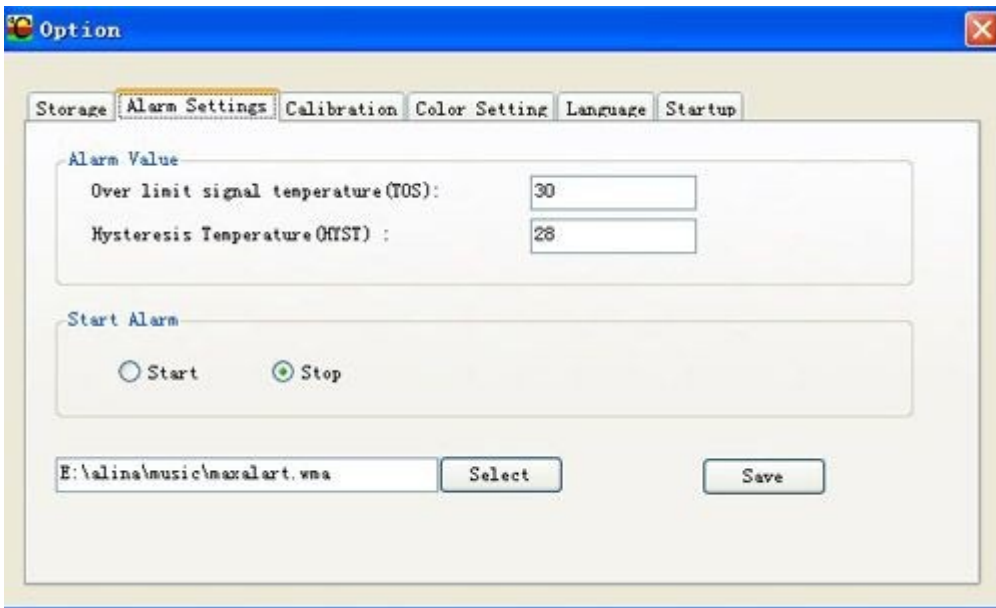 Option
Storage Alarm Settings Calibration Color Setting Language Startup
Alarm Value
Over limit signal temperature(TOS): 30
Hysteresis Temperature(HYST) : 28
Start Alarm
Start Stop
E:\alina\music\maxalart.wma Select Save